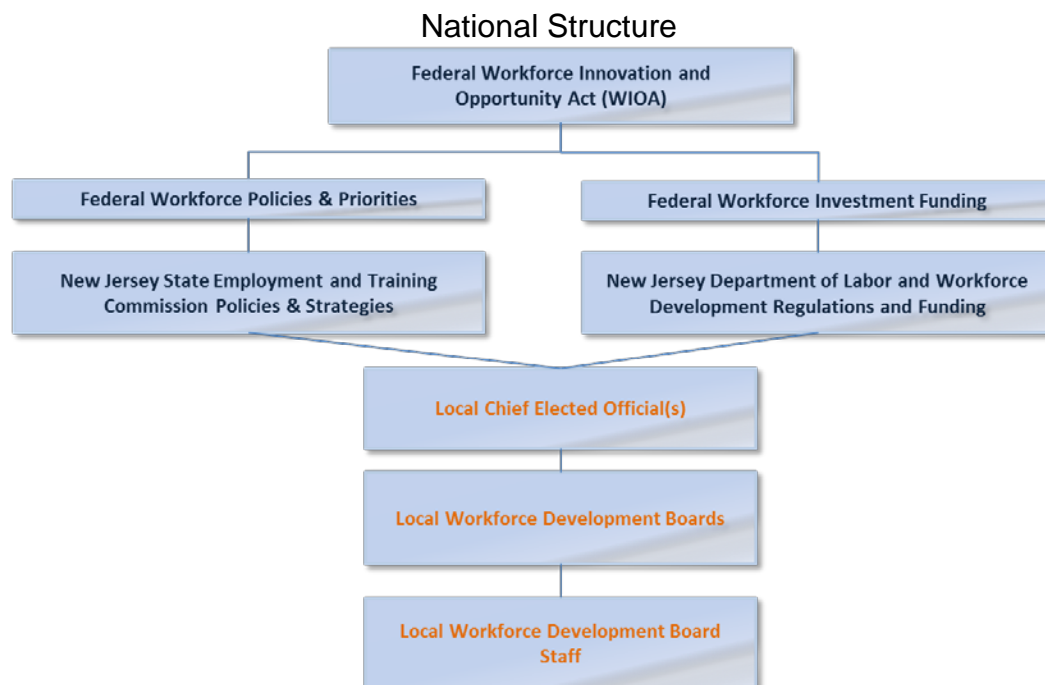 National Structure
Federal Workforce Innovation and
Opportunity Act (WIOA)
Federal Workforce Policies & Priorities
Federal Workforce Investment Funding
New Jersey State Employment and Training
Commission Policies & Strategies
New Jersey Department of Labor and Workforce
Development Regulations and Funding
Local Chief Elected Official(s)
Local Workforce Development Boards
Local Workforce Development Board
Staff